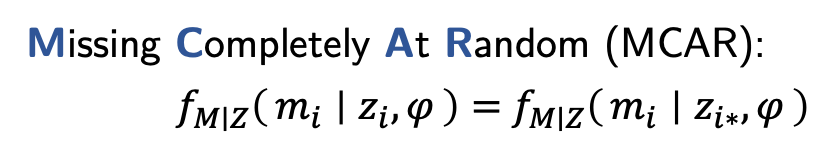 Missing Completely At Random (MCAR):
f_{M|Z}( m_i | z_i, φ ) = f_{M|Z}( m_i | z_{i*}, φ )